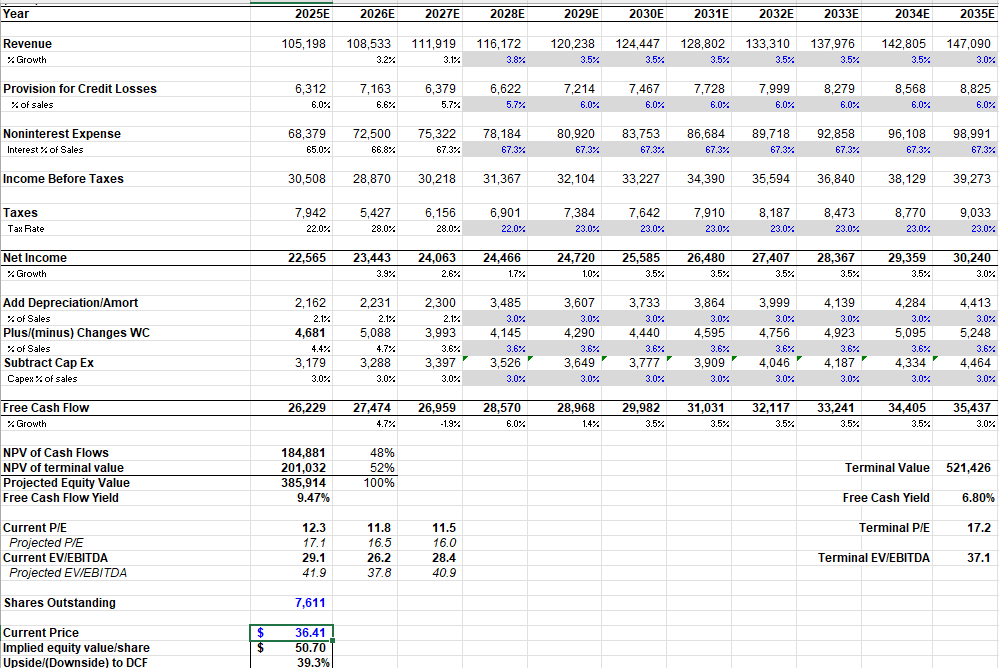 Year 2025E 2026E 2027E 2028E 2029E 2030E 2031E 2032E 2033E 2034E 2035E
Revenue 105,198 108,533 111,919 116,172 120,238 124,447 128,802 133,310 137,976 142,805 147,090
% Growth 3.2% 3.1% 3.8% 3.5% 3.5% 3.5% 3.5% 3.5% 3.5% 3.0%
Provision for Credit Losses 6,312 7,163 6,379 6,622 7,214 7,467 7,728 7,999 8,279 8,568 8,825
% of sales 6.0% 6.6% 5.7% 5.7% 6.0% 6.0% 6.0% 6.0% 6.0% 6.0% 6.0%
Noninterest Expense 68,379 72,500 75,322 78,184 80,920 83,753 86,684 89,718 92,858 96,108 98,991
Interest % of Sales 65.0% 66.8% 67.3% 67.3% 67.3% 67.3% 67.3% 67.3% 67.3% 67.3% 67.3%
Income Before Taxes 30,508 28,870 30,218 31,367 32,104 33,227 34,390 35,594 36,840 38,129 39,273
Taxes 7,942 5,427 6,156 6,901 7,384 7,642 7,910 8,187 8,473 8,770 9,033
Tax Rate 22.0% 28.0% 28.0% 22.0% 23.0% 23.0% 23.0% 23.0% 23.0% 23.0% 23.0%
Net Income 22,565 23,443 24,063 24,466 24,720 25,585 26,480 27,407 28,367 29,359 30,240
% Growth 3.9% 2.6% 1.7% 1.0% 3.5% 3.5% 3.5% 3.5% 3.5% 3.0%
Add Depreciation/Amort 2,162 2,231 2,300 3,485 3,607 3,733 3,864 3,999 4,139 4,284 4,413
% of Sales 2.1% 2.1% 2.1% 3.0% 3.0% 3.0% 3.0% 3.0% 3.0% 3.0% 3.0%
Plus/(minus) Changes WC 4,681 5,088 3,993 4,145 4,290 4,440 4,595 4,756 4,923 5,095 5,248
% of Sales 4.4% 4.7% 3.6% 3.6% 3.6% 3.6% 3.6% 3.6% 3.6% 3.6% 3.6%
Subtract Cap Ex 3,179 3,288 3,397 3,526 3,649 3,777 3,909 4,046 4,187 4,334 4,464
Capex % of sales 3.0% 3.0% 3.0% 3.0% 3.0% 3.0% 3.0% 3.0% 3.0% 3.0% 3.0%
Free Cash Flow 26,229 27,474 26,959 28,570 28,968 29,982 31,031 32,117 33,241 34,405 35,437
% Growth 4.7% -1.9% 6.0% 1.4% 3.5% 3.5% 3.5% 3.5% 3.5% 3.0%
NPV of Cash Flows 184,881 48%
NPV of terminal value 201,032 52% Terminal Value 521,426
Projected Equity Value 385,914 100%
Free Cash Flow Yield 9.47% Free Cash Yield 6.80%
Current P/E 12.3 11.8 11.5 Terminal P/E 17.2
Projected P/E 17.1 16.5 16.0
Current EV/EBITDA 29.1 26.2 28.4 Terminal EV/EBITDA 37.1
Projected EV/EBITDA 41.9 37.8 40.9
Shares Outstanding 7,611
Current Price $ 36.41
Implied equity value/share $ 50.70
Upside/(Downside) to DCF 39.3%